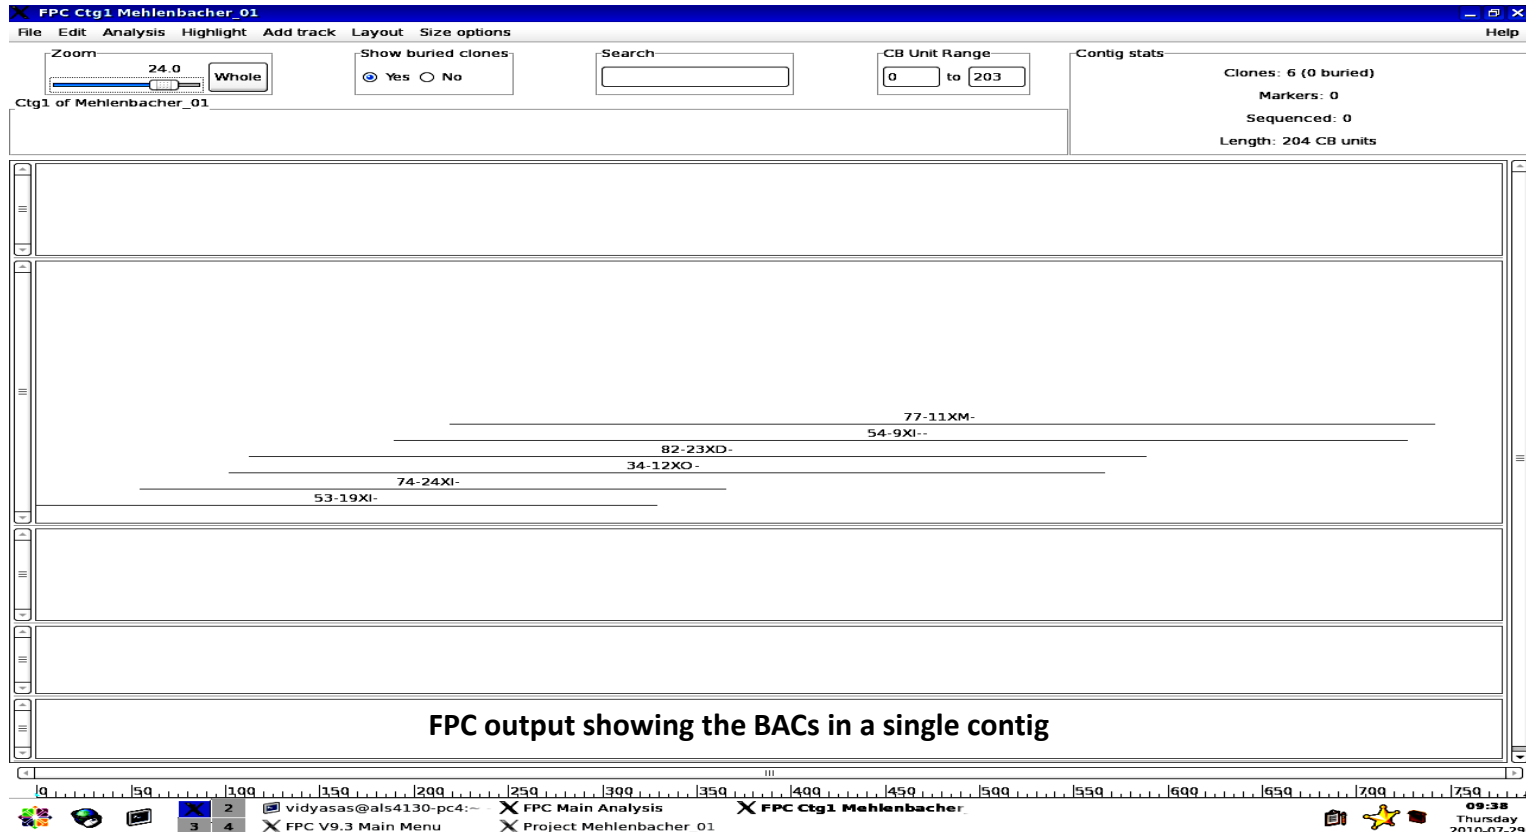 FPC Ctg1 Mehlenbacher_01
File Edit Analysis Highlight Add track Layout Size options Help
Zoom Show buried clones Search CB Unit Range Contig stats
24.0 Whole Yes No 0 to 203 Clones: 6 (0 buried)
Markers: 0
Ctg1 of Mehlenbacher_01
Sequenced: 0
Length: 204 CB units
77-11XM-
54-9XI--
82-23XD-
34-12XO-
74-24XI-
53-19XI-
FPC output showing the BACs in a single contig
0 50 100 150 200 250 300 350 400 450 500 550 600 650 700 750
2 vidyasas@als4130-pc4:~ FPC Main Analysis FPC Ctg1 Mehlenbacher_ 09:38
3 4 FPC V9.3 Main Menu Project Mehlenbacher_01 Thursday
2010-07-29